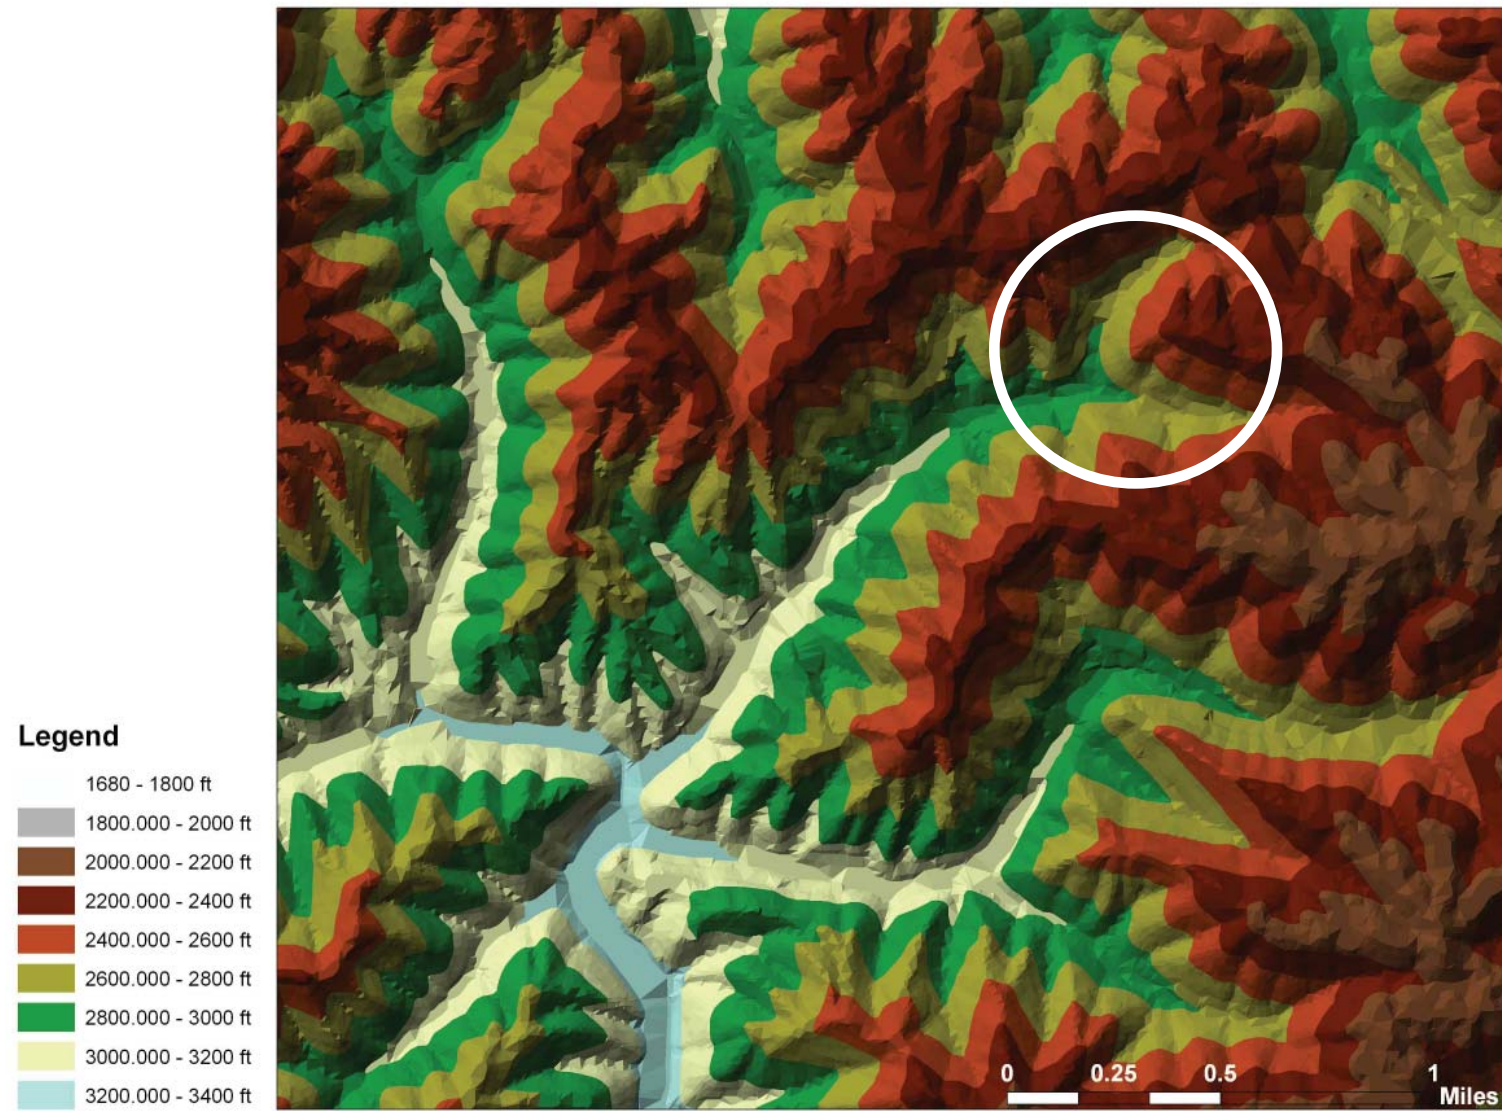 Legend
1680 - 1800 ft
1800.000 - 2000 ft
2000.000 - 2200 ft
2200.000 - 2400 ft
2400.000 - 2600 ft
2600.000 - 2800 ft
2800.000 - 3000 ft
3000.000 - 3200 ft
3200.000 - 3400 ft
0 0.25 0.5 1
Miles